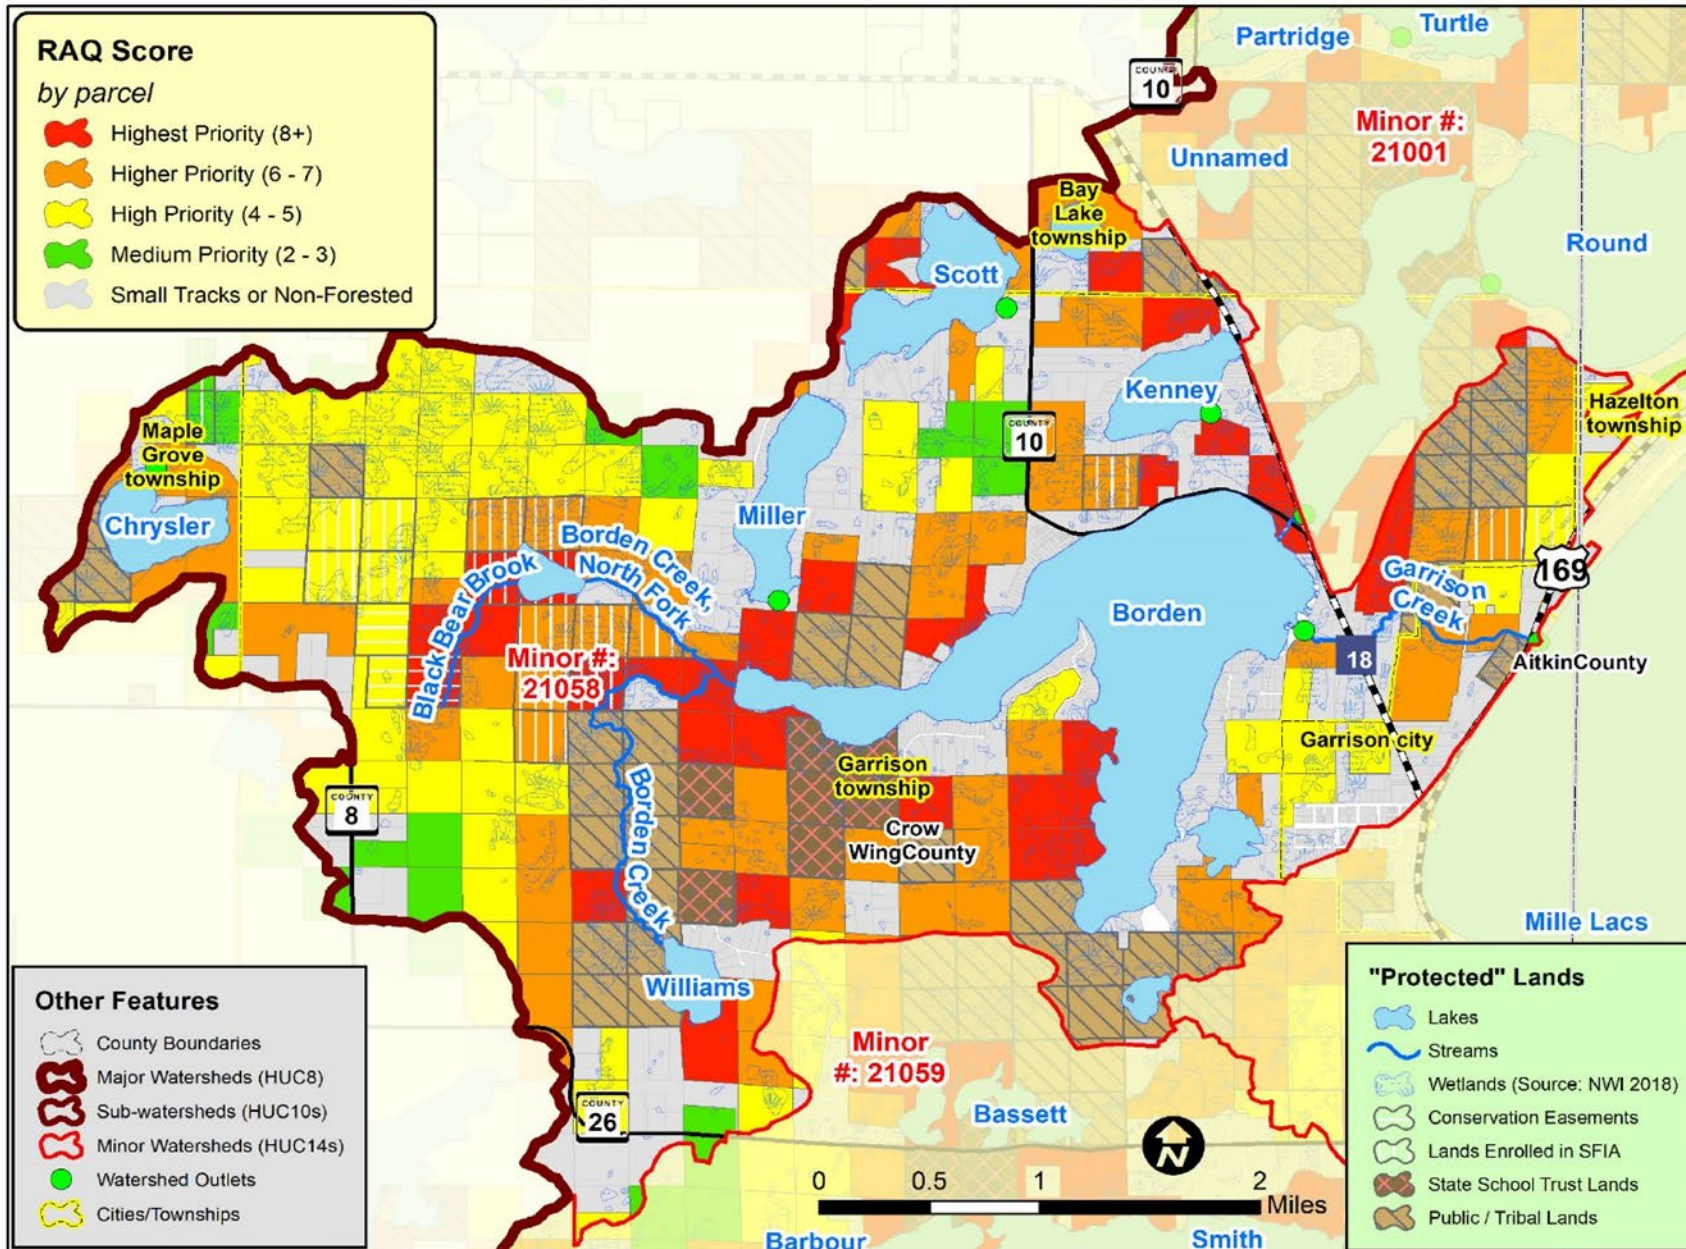 RAQ Score
by parcel
Highest Priority (8+)
Higher Priority (6 - 7)
High Priority (4 - 5)
Medium Priority (2 - 3)
Small Tracks or Non-Forested
Partridge
Turtle
COUNTY
10
Minor #:
21001
Unnamed
Bay
Lake
township
Round
Scott
Kenney
Hazelton
township
COUNTY
10
Maple
Grove
township
Chrysler
Miller
Borden Creek,
North Fork
Black Bear Brook
169
Garrison
Creek
Borden
18
AitkinCounty
Minor #:
21058
Garrison city
Garrison
township
COUNTY
8
Borden Creek
Crow
WingCounty
Mille Lacs
Williams
Minor
#: 21059
Bassett
COUNTY
26
N
0 0.5 1 2
Miles
Barbour
Smith
Other Features
County Boundaries
Major Watersheds (HUC8)
Sub-watersheds (HUC10s)
Minor Watersheds (HUC14s)
Watershed Outlets
Cities/Townships
"Protected" Lands
Lakes
Streams
Wetlands (Source: NWI 2018)
Conservation Easements
Lands Enrolled in SFIA
State School Trust Lands
Public / Tribal Lands